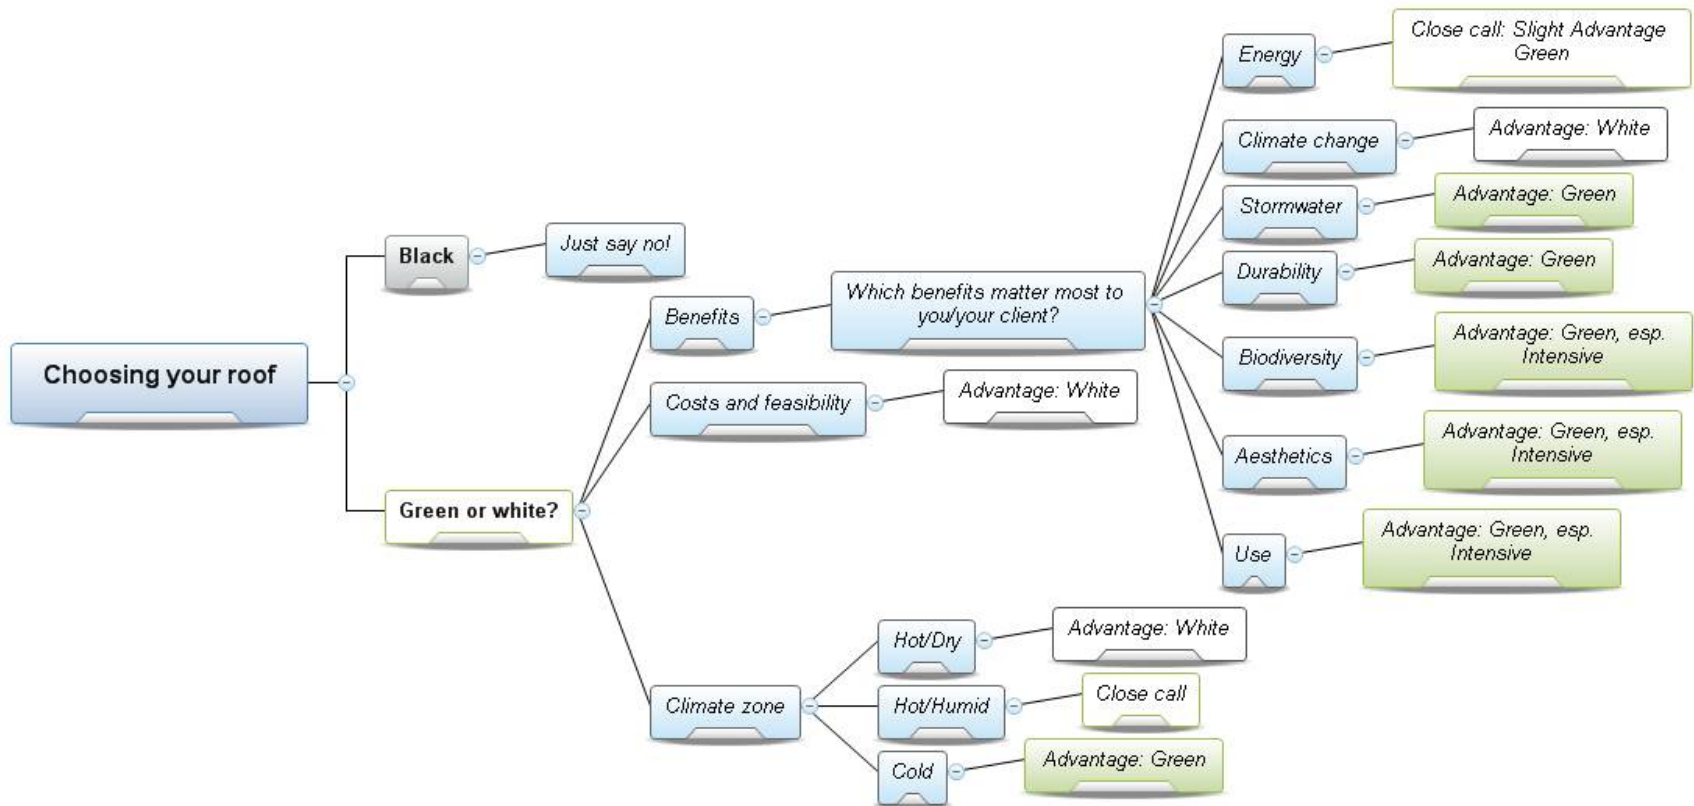 Choosing your roof
Black
Just say no!
Green or white?
Benefits
Which benefits matter most to
you/your client?
Energy
Close call: Slight Advantage
Green
Climate change
Advantage: White
Stormwater
Advantage: Green
Durability
Advantage: Green
Biodiversity
Advantage: Green, esp.
Intensive
Aesthetics
Advantage: Green, esp.
Intensive
Use
Advantage: Green, esp.
Intensive
Costs and feasibility
Advantage: White
Climate zone
Hot/Dry
Advantage: White
Hot/Humid
Close call
Cold
Advantage: Green